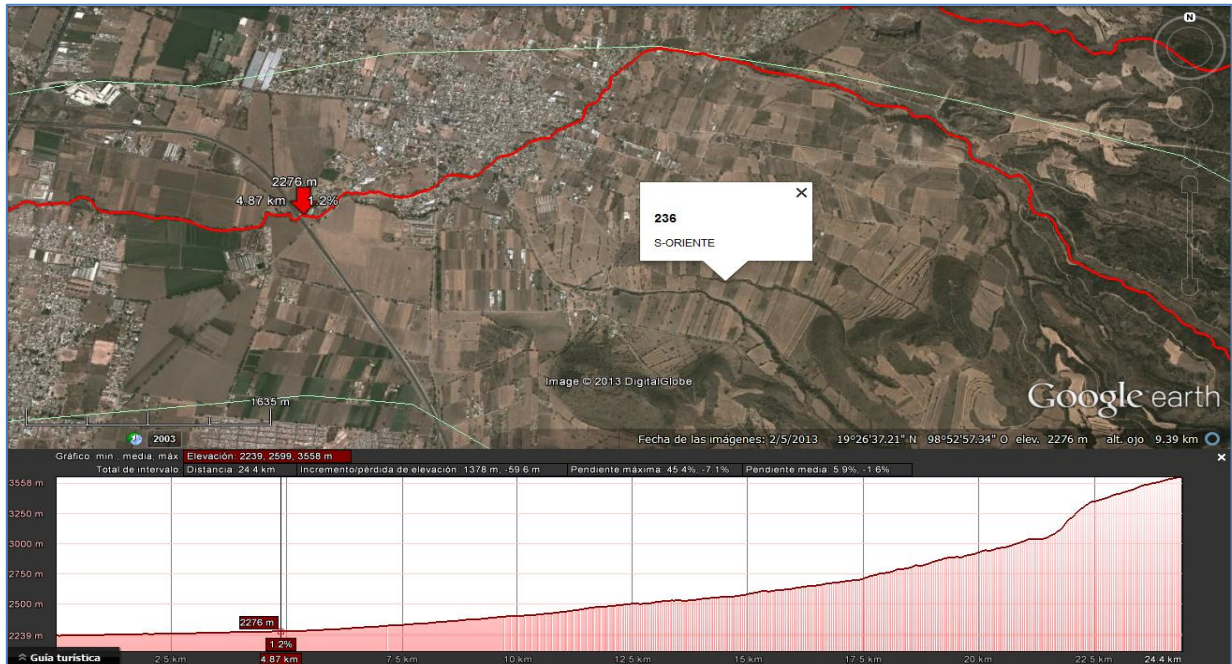 N
2276 m
4.87 km 1.2%
236
S-ORIENTE
Image © 2013 DigitalGlobe
1635 m
Google earth
2003
Fecha de las imágenes: 2/5/2013 19°26'37.21" N 98°52'57.34" O elev. 2276 m alt. ojo 9.39 km
Gráfico: mín., media, máx. Elevación: 2239, 2599, 3558 m
Total de intervalo: Distancia: 24.4 km Incremento/pérdida de elevación: 1378 m, -59.6 m Pendiente máxima: 45.4%, -7.1% Pendiente media: 5.9%, -1.6%
3558 m
3250 m
3000 m
2750 m
2500 m
2276 m
2239 m
1.2%
Guía turística
2.5 km 4.87 km 7.5 km 10 km 12.5 km 15 km 17.5 km 20 km 22.5 km 24.4 km